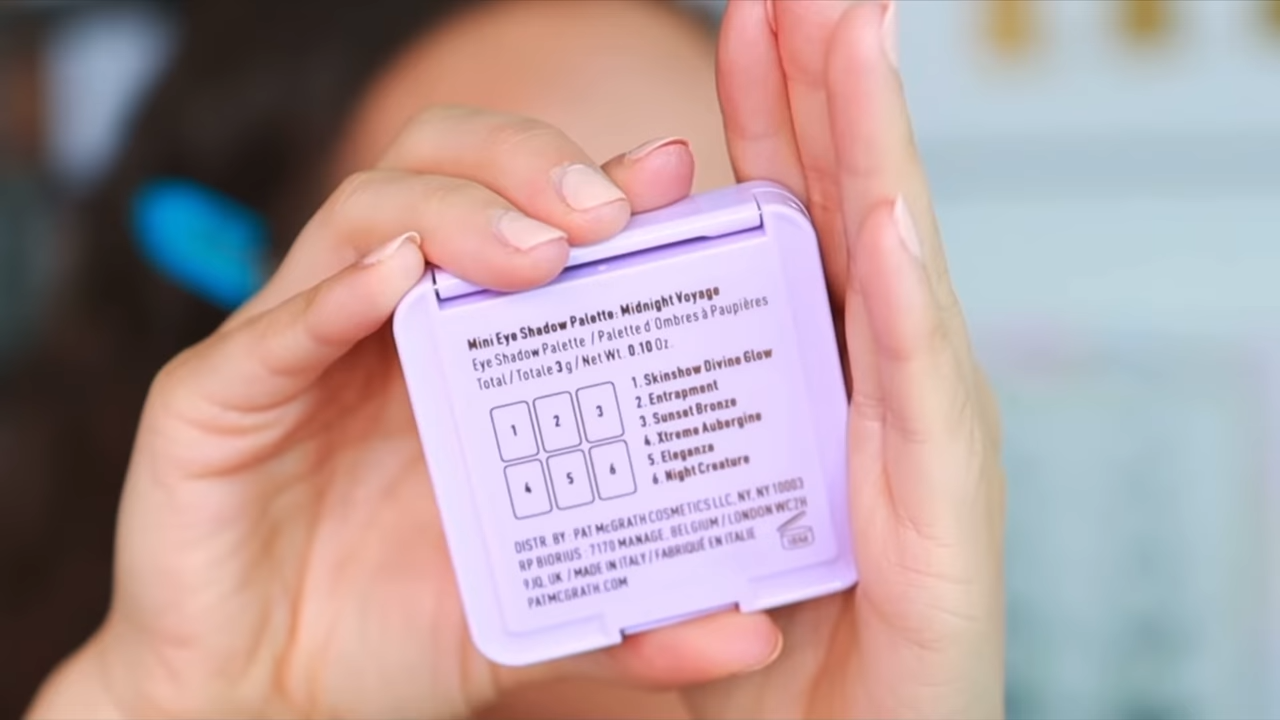 Mini Eye Shadow Palette: Midnight Voyage
Eye Shadow Palette / Palette d'Ombres à Paupières
Total / Totale 3 g / Net Wt. 0.10 Oz.
1
2
3
4
5
6
1. Skinshow Divine Glow
2. Entrapment
3. Sunset Bronze
4. Xtreme Aubergine
5. Eleganza
6. Night Creature
DISTR. BY : PAT McGRATH COSMETICS LLC, NY, NY 10003
RP BIORIUS : 7170 MANAGE, BELGIUM / LONDON WC2H
9JQ, UK / MADE IN ITALY / FABRIQUÉ EN ITALIE
PATMCGRATH.COM